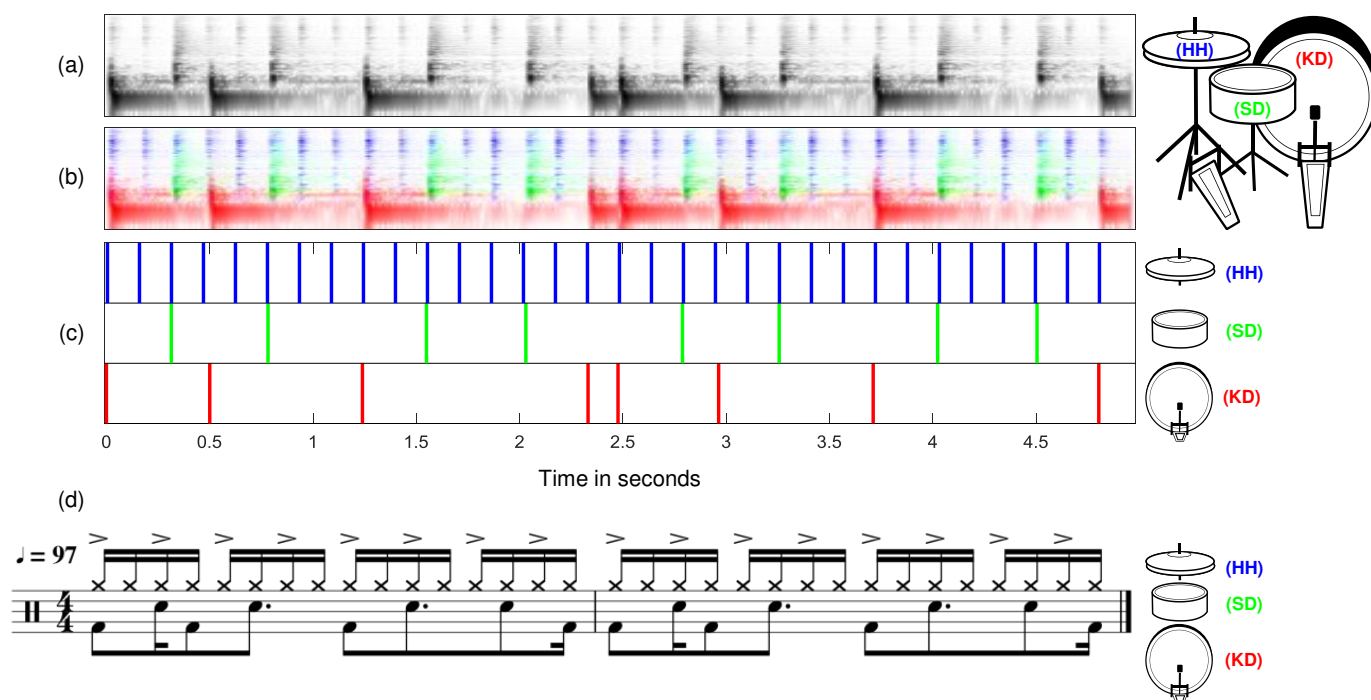 (a)
(HH)
(KD)
(SD)
(b)
(HH)
(c)
(SD)
(KD)
0 0.5 1 1.5 2 2.5 3 3.5 4 4.5
Time in seconds
(d)
♩ = 97
4
4
(HH)
(SD)
(KD)